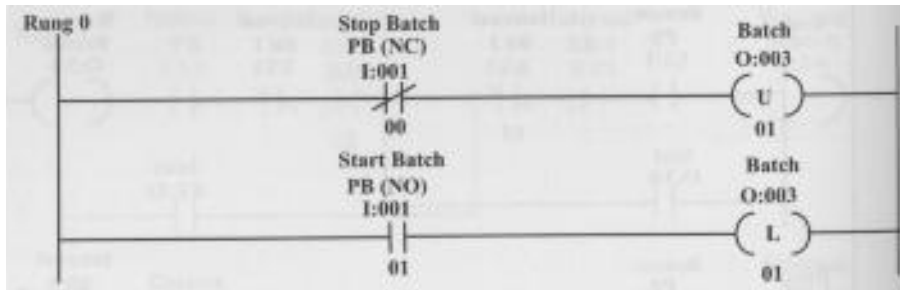 Rung 0
Stop Batch
PB (NC)
I:001
00
Batch
O:003
U
01
Start Batch
PB (NO)
I:001
01
Batch
O:003
L
01